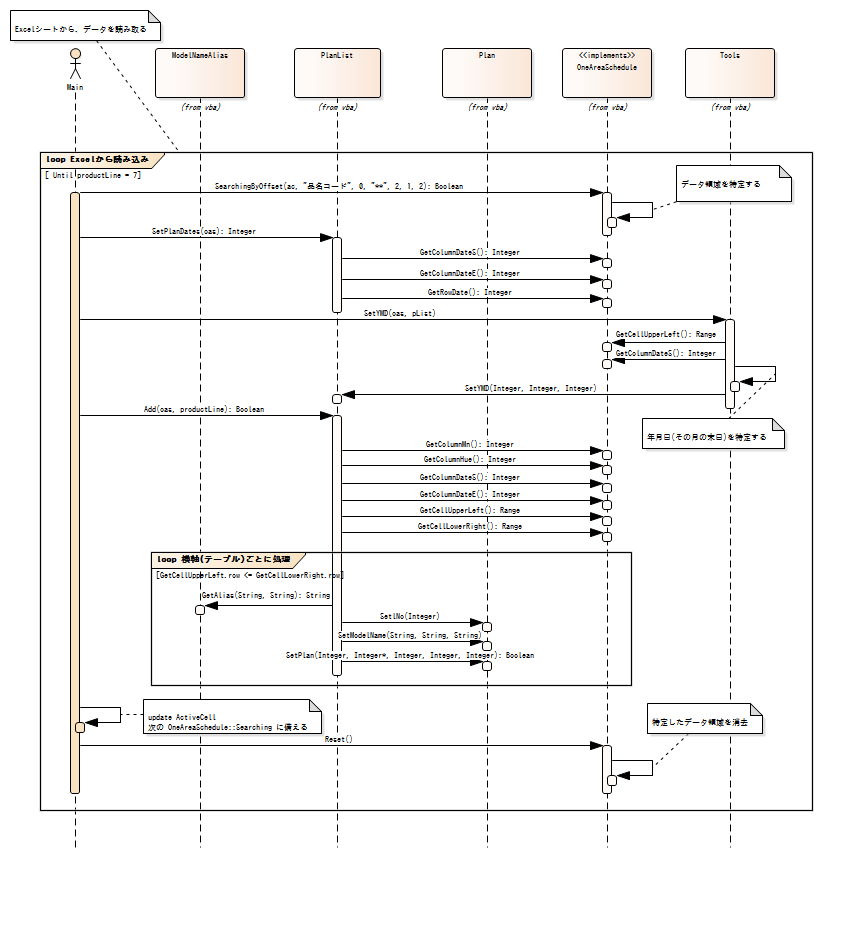 Excelシートから、データを読み取る
Main
ModelNameAlias
(from vba)
PlanList
(from vba)
Plan
(from vba)
<<implements>>
OneAreaSchedule
(from vba)
Tools
(from vba)
loop Excelから読み込み
[ Until productLine = 7]
SearchingByOffset(ac, "品名コード", 0, "**", 2, 1, 2): Boolean
データ領域を特定する
SetPlanDates(oas): Integer
GetColumnDateS(): Integer
GetColumnDateE(): Integer
GetRowDate(): Integer
SetYMD(oas, pList)
GetCellUpperLeft(): Range
GetColumnDateS(): Integer
SetYMD(Integer, Integer, Integer)
年月日(その月の末日)を特定する
Add(oas, productLine): Boolean
GetColumnMn(): Integer
GetColumnHue(): Integer
GetColumnDateS(): Integer
GetColumnDateE(): Integer
GetCellUpperLeft(): Range
GetCellLowerRight(): Range
loop 横軸(テーブル)ごとに処理
[GetCellUpperLeft.row <= GetCellLowerRight.row]
GetAlias(String, String): String
SetLNo(Integer)
SetModelName(String, String, String)
SetPlan(Integer, Integer*, Integer, Integer, Integer, Integer): Boolean
update ActiveCell
次の OneAreaSchedule::Searching に備える
特定したデータ領域を消去
Reset()